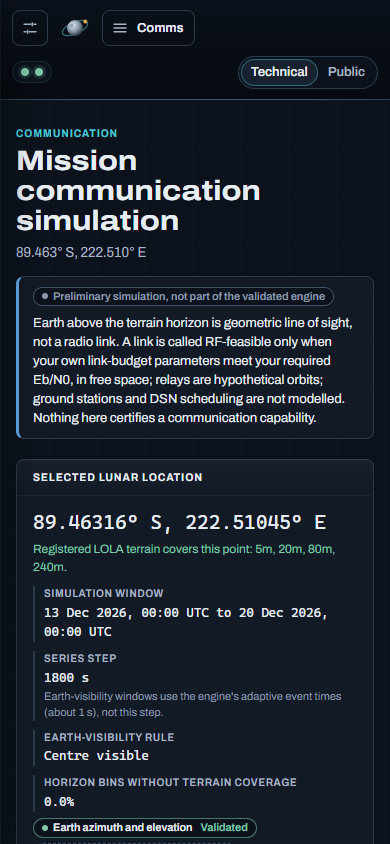 Comms
Technical Public
COMMUNICATION
Mission
communication
simulation
89.463° S, 222.510° E
Preliminary simulation, not part of the validated engine
Earth above the terrain horizon is geometric line of sight,
not a radio link. A link is called RF-feasible only when
your own link-budget parameters meet your required
Eb/N0, in free space; relays are hypothetical orbits;
ground stations and DSN scheduling are not modelled.
Nothing here certifies a communication capability.
SELECTED LUNAR LOCATION
89.46316° S, 222.51045° E
Registered LOLA terrain covers this point: 5m, 20m, 80m,
240m.
SIMULATION WINDOW
13 Dec 2026, 00:00 UTC to 20 Dec 2026,
00:00 UTC
SERIES STEP
1800 s
Earth-visibility windows use the engine's adaptive event times
(about 1 s), not this step.
EARTH-VISIBILITY RULE
Centre visible
HORIZON BINS WITHOUT TERRAIN COVERAGE
0.0%
Earth azimuth and elevation Validated